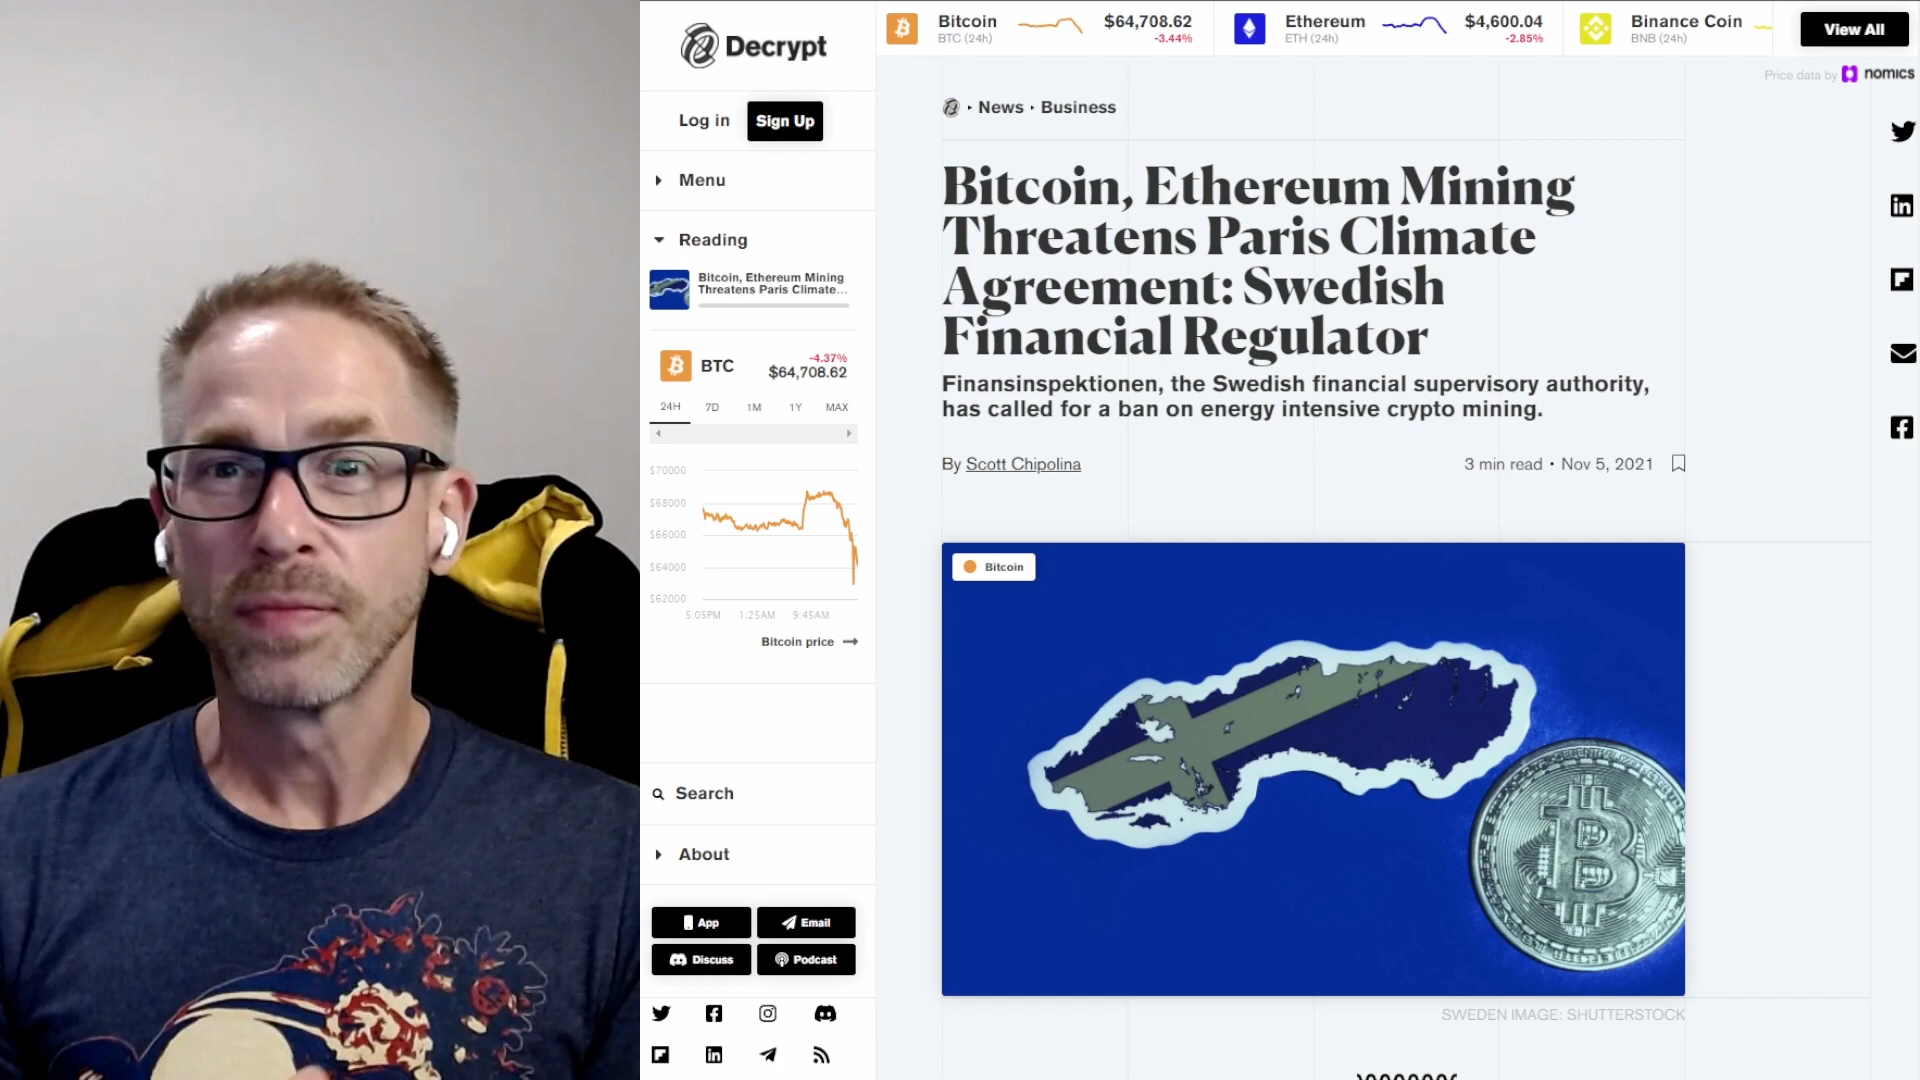 Decrypt
Log in
Sign Up
Menu
Reading
Bitcoin, Ethereum Mining
Threatens Paris Climate...
BTC
-4.37%
$64,708.62
24H 7D 1M 1Y MAX
$70000
$68000
$66000
$64000
$62000
5:05PM 1:25AM 9:45AM
Bitcoin price
Search
About
App
Email
Discuss
Podcast
Bitcoin
BTC (24h)
$64,708.62
-3.44%
Ethereum
ETH (24h)
$4,600.04
-2.85%
Binance Coin
BNB (24h)
View All
Price data by nomics
News · Business
Bitcoin, Ethereum Mining
Threatens Paris Climate
Agreement: Swedish
Financial Regulator
Finansinspektionen, the Swedish financial supervisory authority,
has called for a ban on energy intensive crypto mining.
By Scott Chipolina
3 min read • Nov 5, 2021
Bitcoin
SWEDEN IMAGE: SHUTTERSTOCK